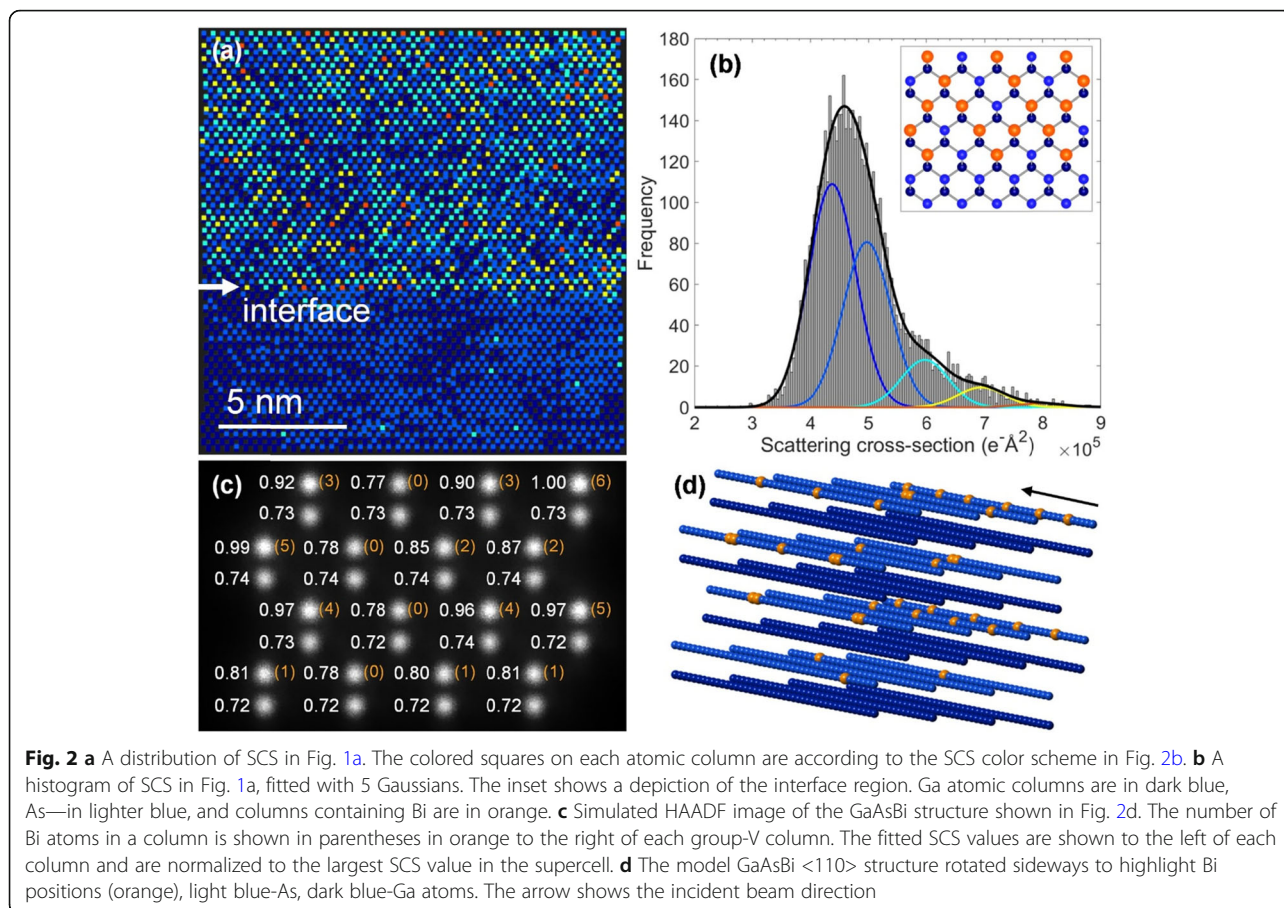 (a)
interface
5 nm
(b)
180
160
140
120
100
80
60
40
20
0
Frequency
2 3 4 5 6 7 8 9
Scattering cross-section (e⁻Å²) ×10⁵
(c)
0.92 (3) 0.77 (0) 0.90 (3) 1.00 (6)
0.73 0.73 0.73 0.73
0.99 (5) 0.78 (0) 0.85 (2) 0.87 (2)
0.74 0.74 0.74 0.74
0.97 (4) 0.78 (0) 0.96 (4) 0.97 (5)
0.73 0.72 0.74 0.72
0.81 (1) 0.78 (0) 0.80 (1) 0.81 (1)
0.72 0.72 0.72 0.72
(d)
Fig. 2 a A distribution of SCS in Fig. 1a. The colored squares on each atomic column are according to the SCS color scheme in Fig. 2b. b A
histogram of SCS in Fig. 1a, fitted with 5 Gaussians. The inset shows a depiction of the interface region. Ga atomic columns are in dark blue,
As—in lighter blue, and columns containing Bi are in orange. c Simulated HAADF image of the GaAsBi structure shown in Fig. 2d. The number of
Bi atoms in a column is shown in parentheses in orange to the right of each group-V column. The fitted SCS values are shown to the left of each
column and are normalized to the largest SCS value in the supercell. d The model GaAsBi <110> structure rotated sideways to highlight Bi
positions (orange), light blue-As, dark blue-Ga atoms. The arrow shows the incident beam direction